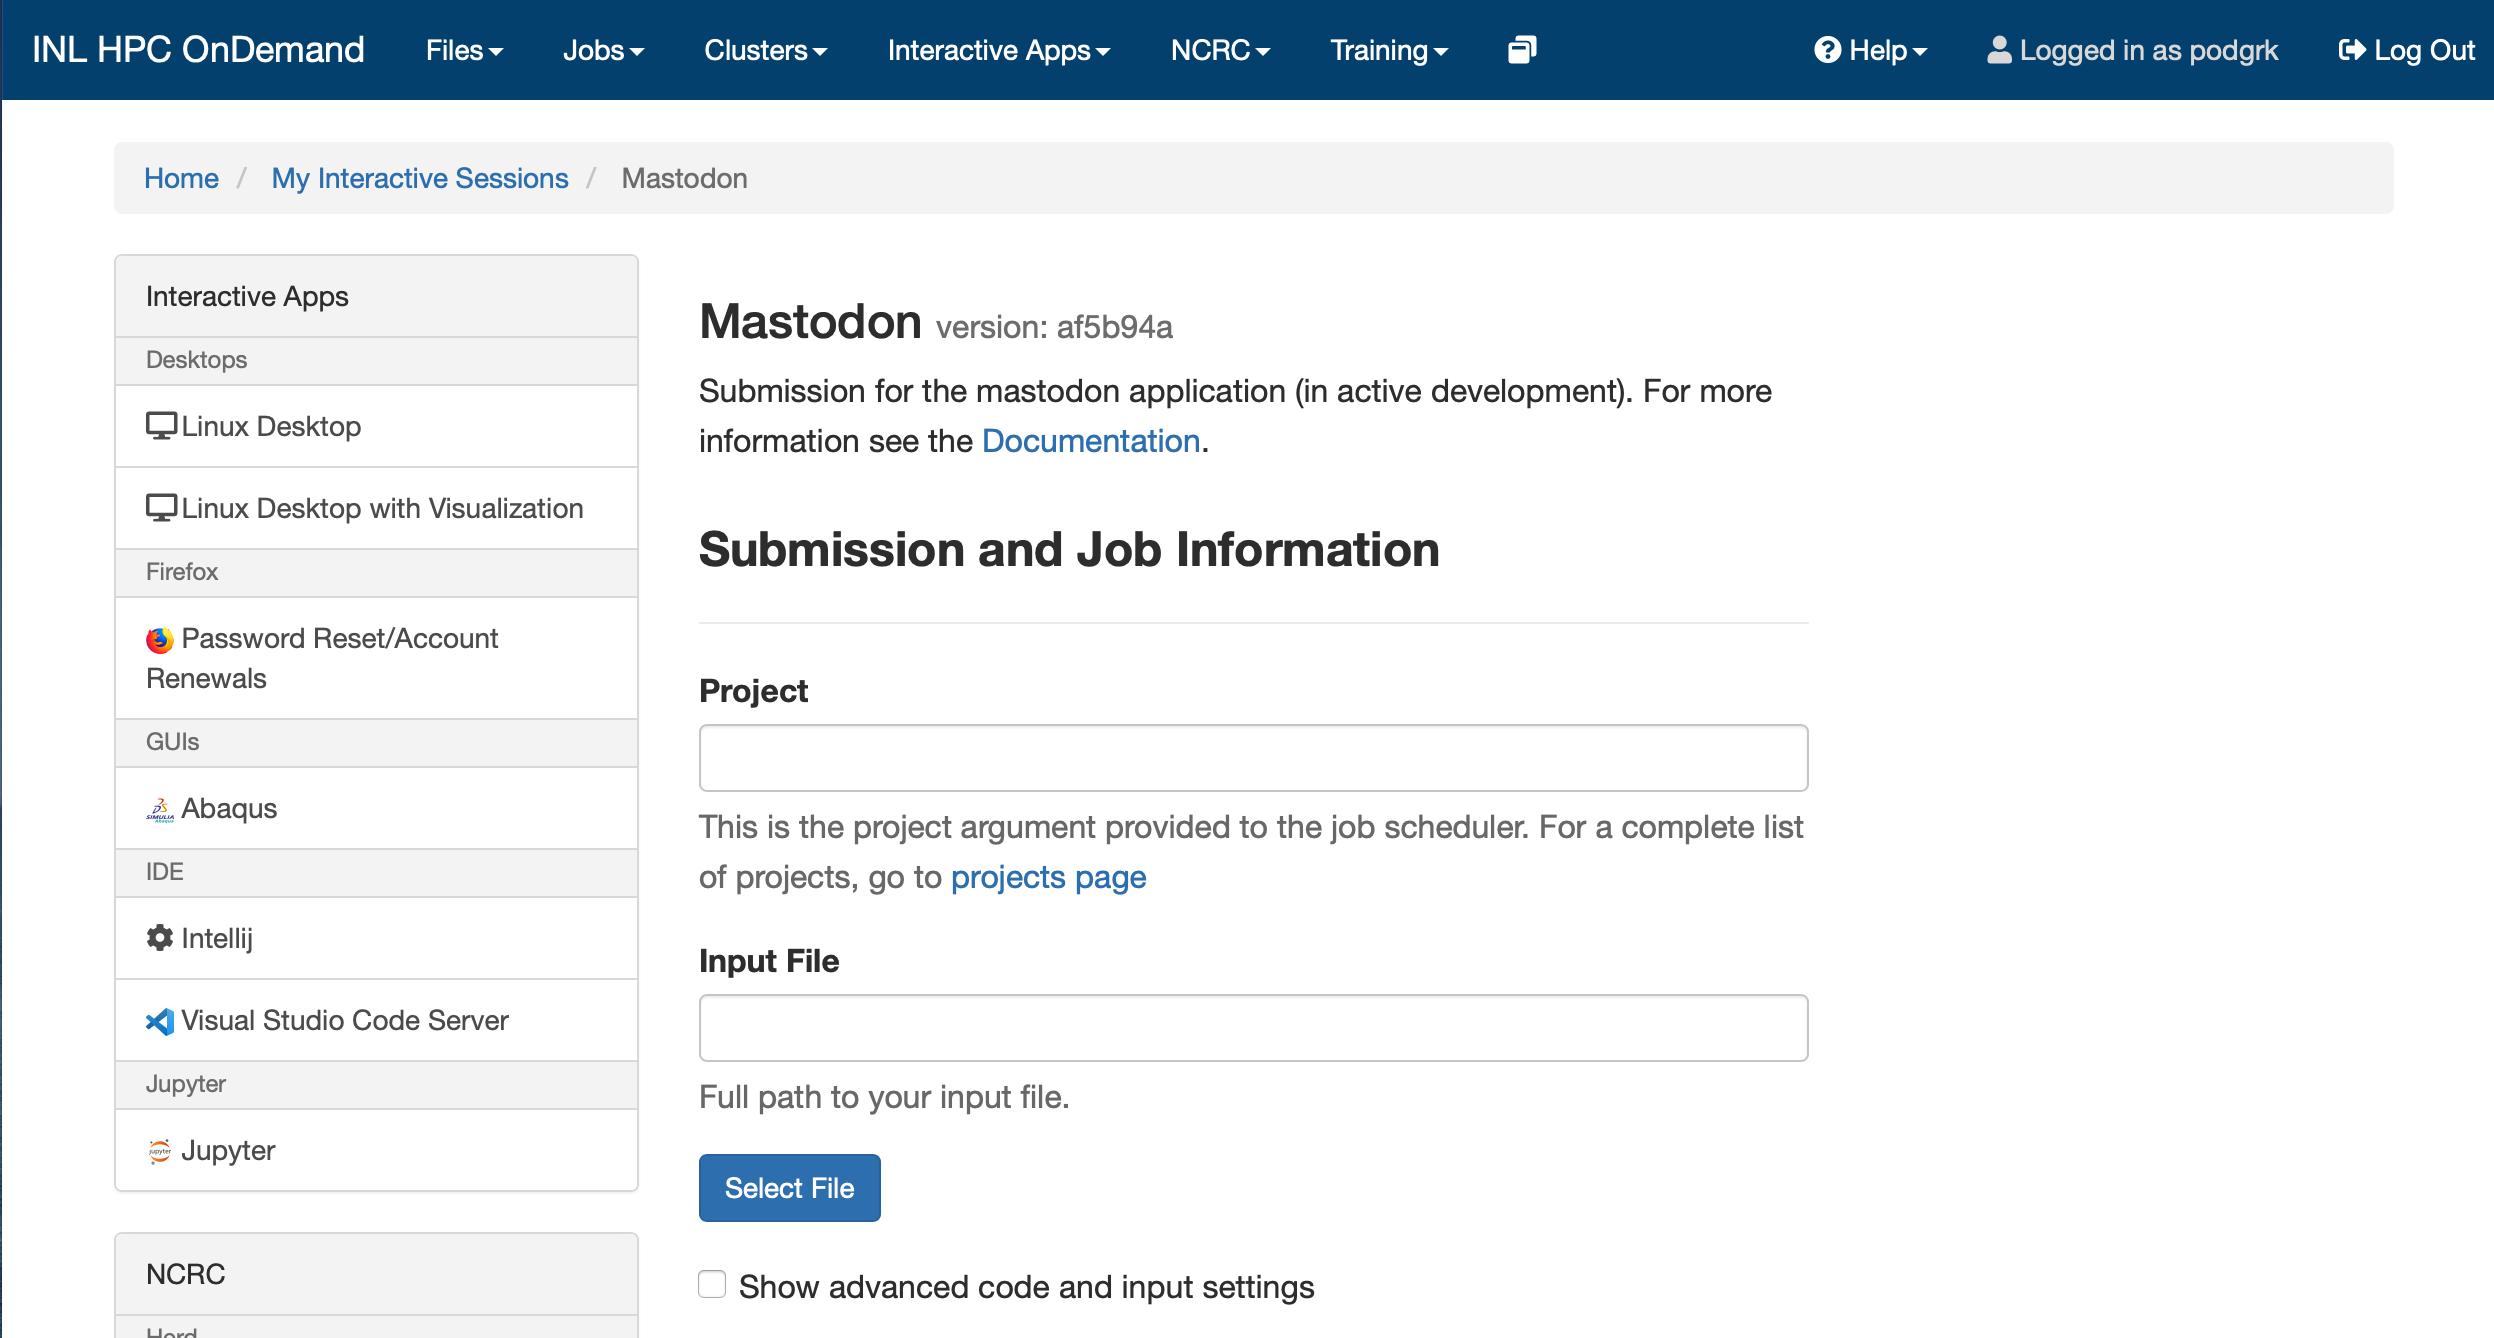 INL HPC OnDemand Files Jobs Clusters Interactive Apps NCRC Training Help Logged in as podgrk Log Out
Home / My Interactive Sessions / Mastodon
Interactive Apps
Desktops
Linux Desktop
Linux Desktop with Visualization
Firefox
Password Reset/Account
Renewals
GUIs
Abaqus
IDE
Intellij
Visual Studio Code Server
Jupyter
Jupyter
NCRC
Herd
Mastodon version: af5b94a
Submission for the mastodon application (in active development). For more
information see the Documentation.
Submission and Job Information
Project
This is the project argument provided to the job scheduler. For a complete list
of projects, go to projects page
Input File
Full path to your input file.
Select File
Show advanced code and input settings